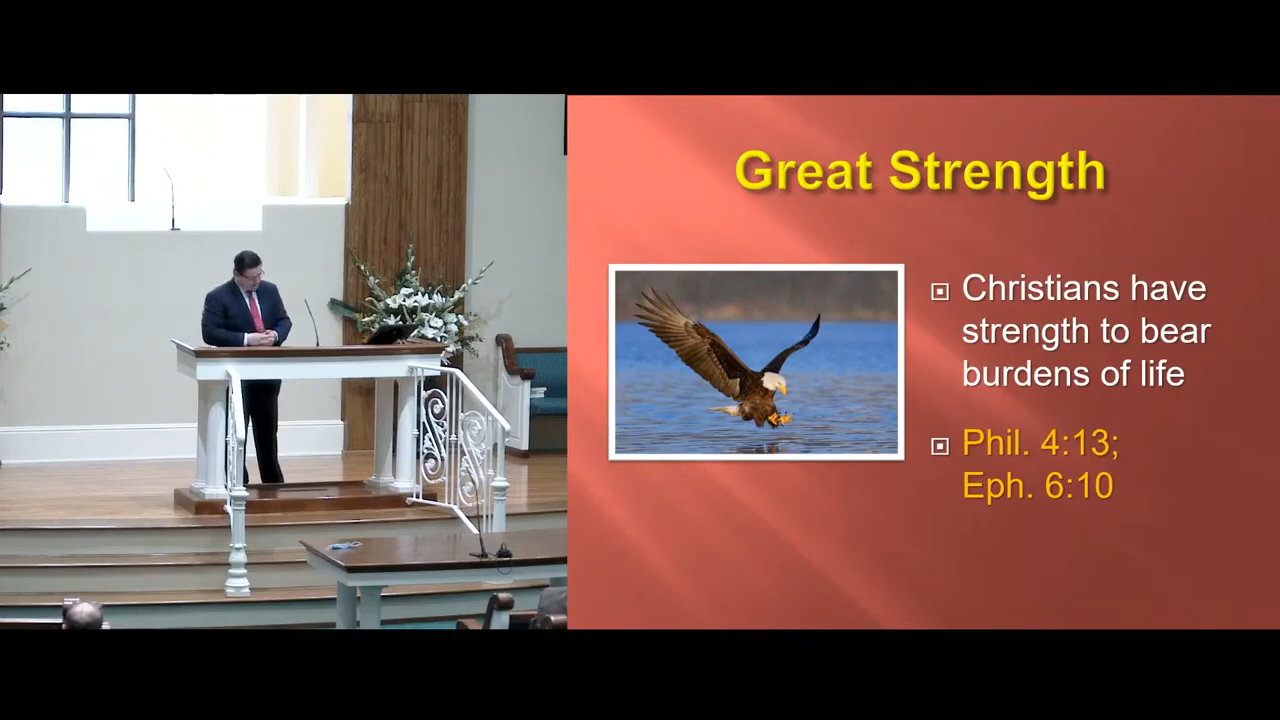 Great Strength
Christians have
strength to bear
burdens of life
Phil. 4:13;
Eph. 6:10